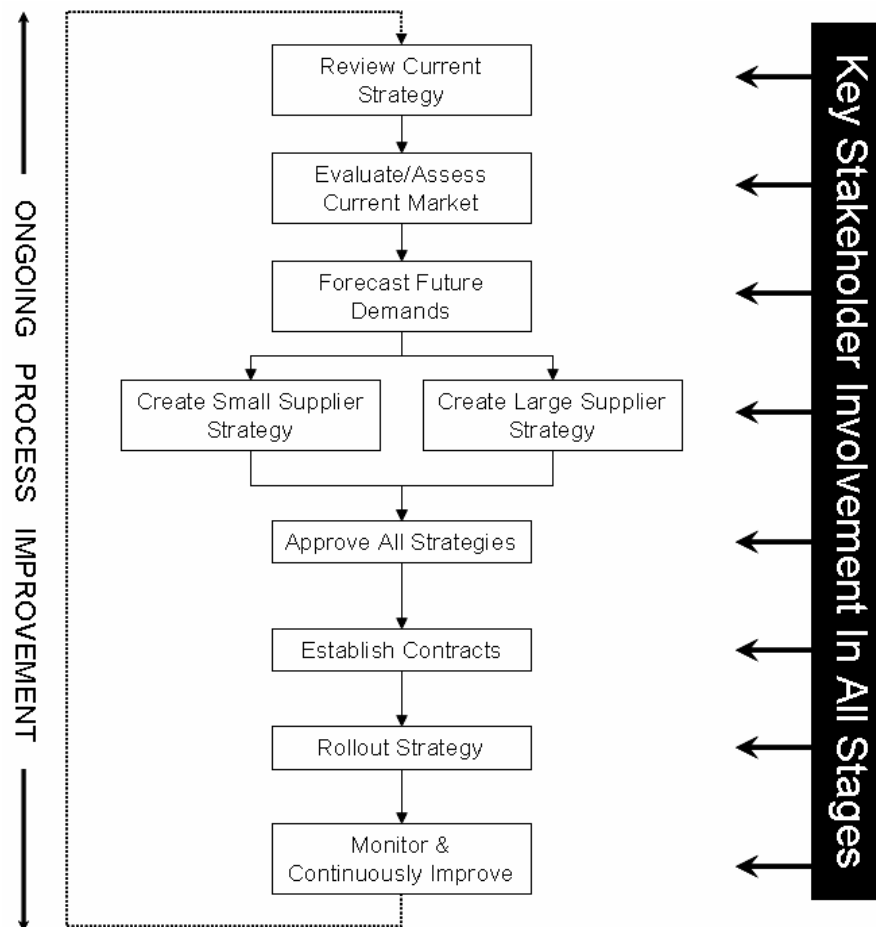 Review Current
Strategy
Evaluate/Assess
Current Market
Forecast Future
Demands
Create Small Supplier
Strategy
Create Large Supplier
Strategy
Approve All Strategies
Establish Contracts
Rollout Strategy
Monitor &
Continuously Improve
ONGOING PROCESS IMPROVEMENT
Key Stakeholder Involvement In All Stages